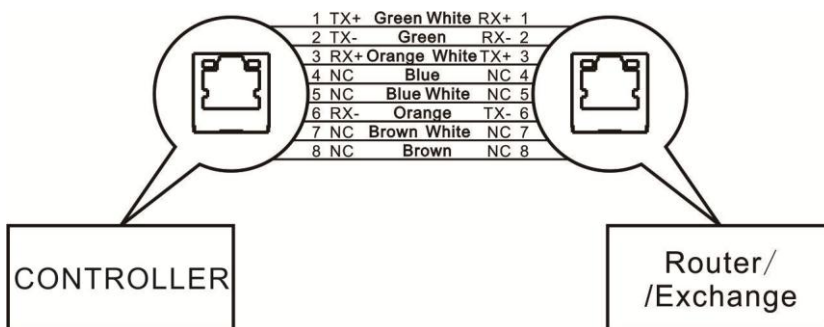 1 TX+ Green White RX+ 1
2 TX- Green RX- 2
3 RX+ Orange White TX+ 3
4 NC Blue NC 4
5 NC Blue White NC 5
6 RX- Orange TX- 6
7 NC Brown White NC 7
8 NC Brown NC 8
CONTROLLER
Router/
/Exchange